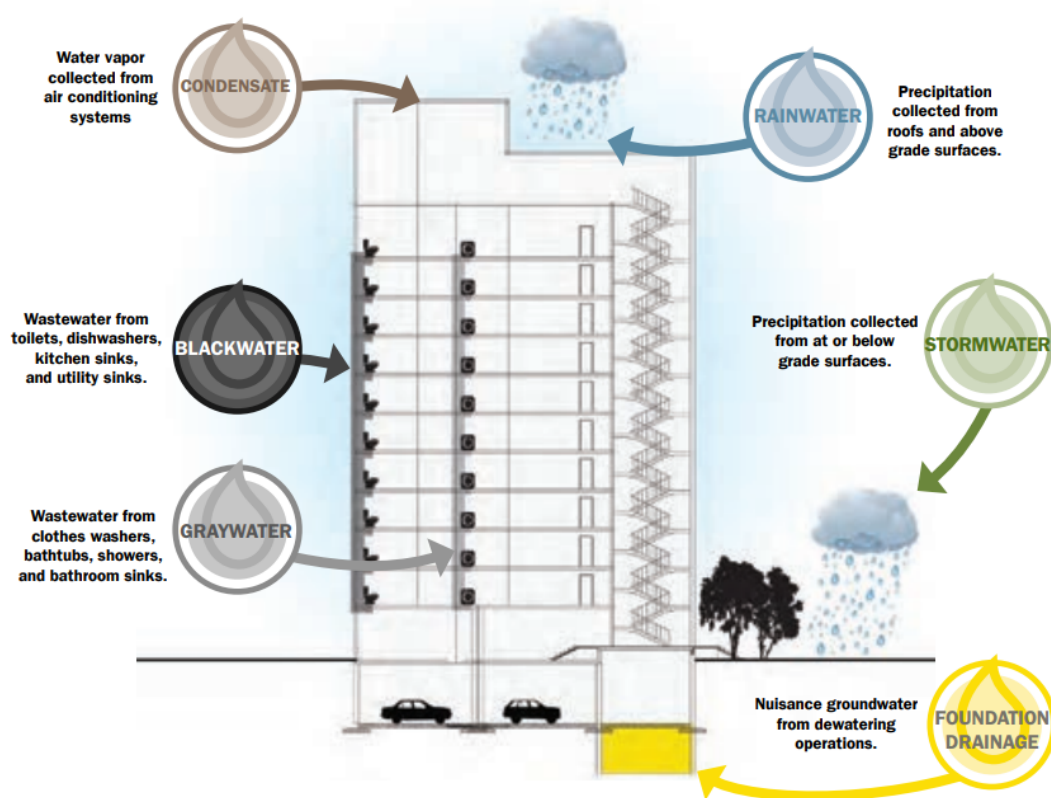 Water vapor
collected from
air conditioning
systems
CONDENSATE
RAINWATER
Precipitation
collected from
roofs and above
grade surfaces.
Wastewater from
toilets, dishwashers,
kitchen sinks,
and utility sinks.
BLACKWATER
Precipitation collected
from at or below
grade surfaces.
STORMWATER
Wastewater from
clothes washers,
bathtubs, showers,
and bathroom sinks.
GRAYWATER
Nuisance groundwater
from dewatering
operations.
FOUNDATION
DRAINAGE